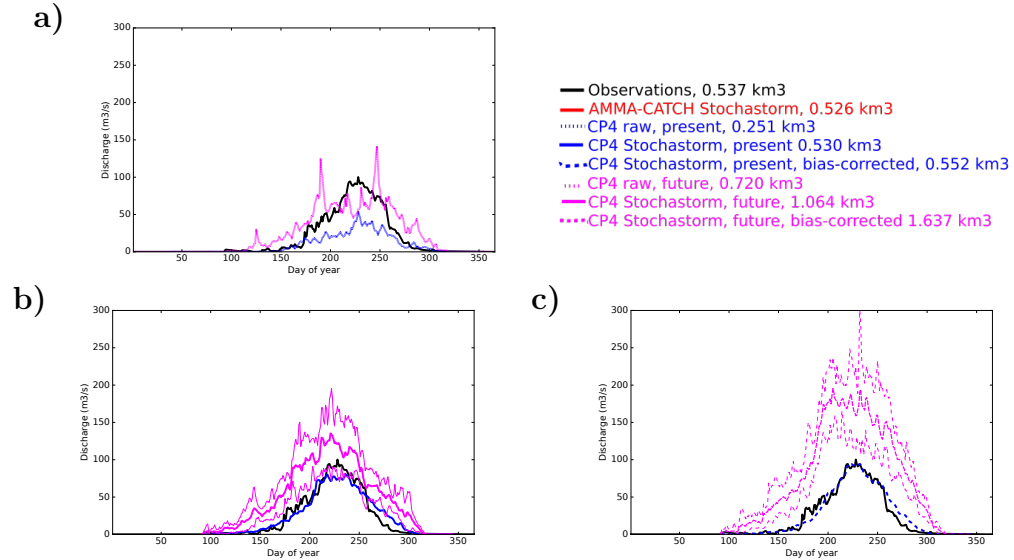 a)
300
250
200
150
100
50
0
Discharge (m3/s)
50 100 150 200 250 300 350
Day of year
Observations, 0.537 km3
AMMA-CATCH Stochastorm, 0.526 km3
CP4 raw, present, 0.251 km3
CP4 Stochastorm, present 0.530 km3
CP4 Stochastorm, present, bias-corrected, 0.552 km3
CP4 raw, future, 0.720 km3
CP4 Stochastorm, future, 1.064 km3
CP4 Stochastorm, future, bias-corrected 1.637 km3
b)
300
250
200
150
100
50
0
Discharge (m3/s)
50 100 150 200 250 300 350
Day of year
c)
300
250
200
150
100
50
0
Discharge (m3/s)
50 100 150 200 250 300 350
Day of year